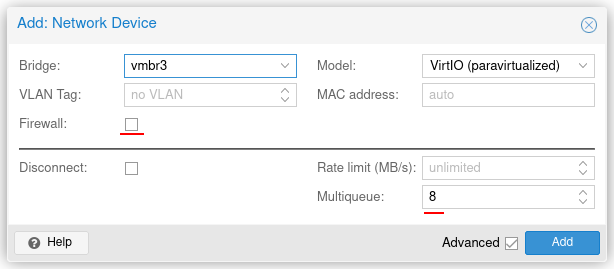 Add: Network Device
Bridge: vmbr3 Model: VirtIO (paravirtualized)
VLAN Tag: no VLAN MAC address: auto
Firewall:
Disconnect: Rate limit (MB/s): unlimited
Multiqueue: 8
? Help Advanced Add